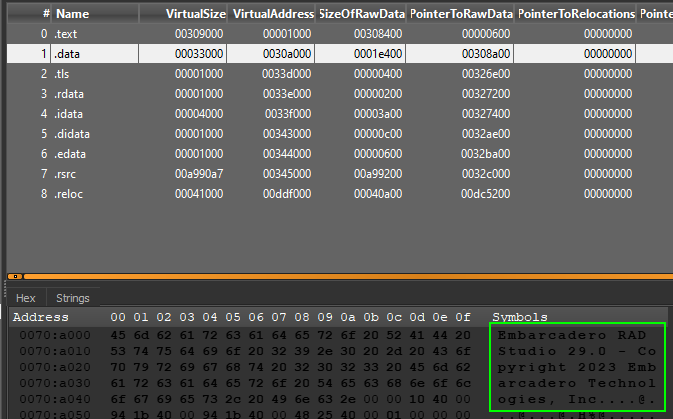 # Name VirtualSize VirtualAddress SizeOfRawData PointerToRawData PointerToRelocations Pointe
0 .text 00309000 00001000 00308400 00000600 00000000
1 .data 00033000 0030a000 0001e400 00308a00 00000000
2 .tls 00001000 0033d000 00000400 00326e00 00000000
3 .rdata 00001000 0033e000 00000200 00327200 00000000
4 .idata 00004000 0033f000 00003a00 00327400 00000000
5 .didata 00001000 00343000 00000c00 0032ae00 00000000
6 .edata 00001000 00344000 00000600 0032ba00 00000000
7 .rsrc 00a990a7 00345000 00a99200 0032c000 00000000
8 .reloc 00041000 00ddf000 00040a00 00dc5200 00000000
Hex Strings
Address 00 01 02 03 04 05 06 07 08 09 0a 0b 0c 0d 0e 0f Symbols
0070:a000 45 6d 62 61 72 63 61 64 65 72 6f 20 52 41 44 20 Embarcadero RAD
0070:a010 53 74 75 64 69 6f 20 32 39 2e 30 20 2d 20 43 6f Studio 29.0 - Co
0070:a020 70 79 72 69 67 68 74 20 32 30 32 33 20 45 6d 62 pyright 2023 Emb
0070:a030 61 72 63 61 64 65 72 6f 20 54 65 63 68 6e 6f 6c arcadero Technol
0070:a040 6f 67 69 65 73 2c 20 49 6e 63 2e 00 00 10 40 00 ogies, Inc....@.
0070:a050 94 1b 40 00 94 1b 40 00 48 25 40 00 01 00 00 00